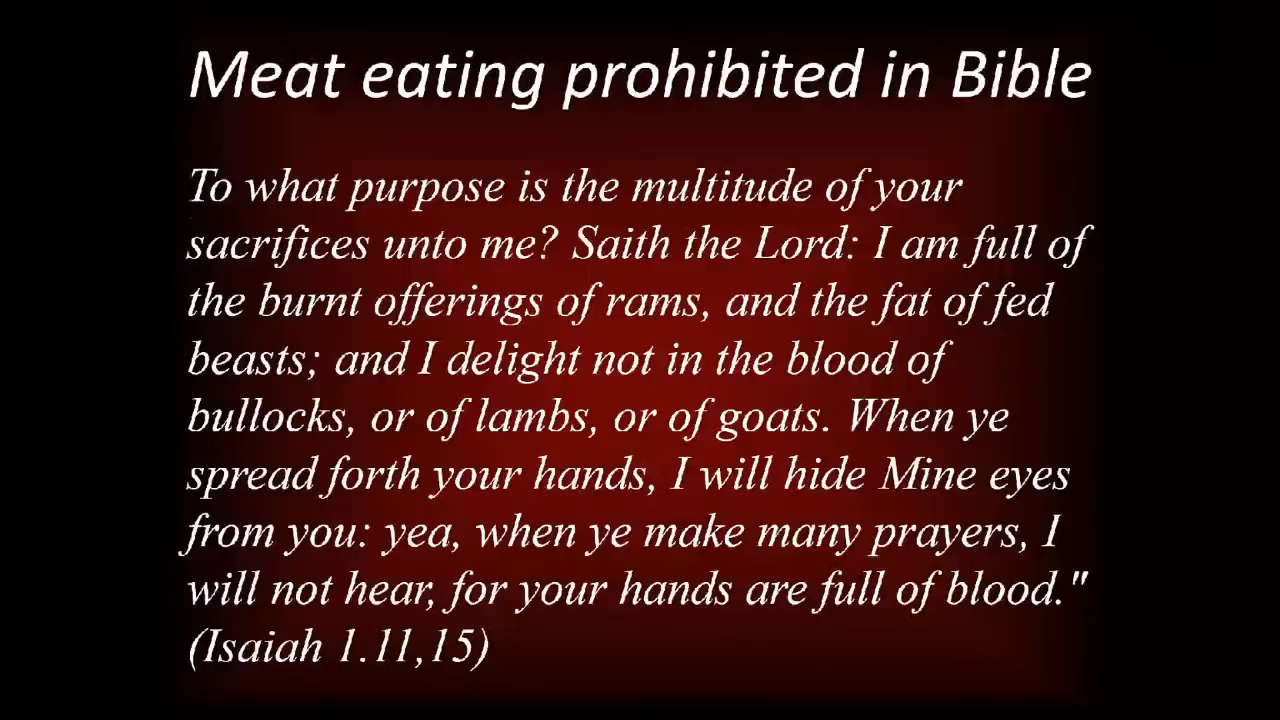 Meat eating prohibited in Bible
To what purpose is the multitude of your
sacrifices unto me? Saith the Lord: I am full of
the burnt offerings of rams, and the fat of fed
beasts; and I delight not in the blood of
bullocks, or of lambs, or of goats. When ye
spread forth your hands, I will hide Mine eyes
from you: yea, when ye make many prayers, I
will not hear, for your hands are full of blood."
(Isaiah 1.11,15)